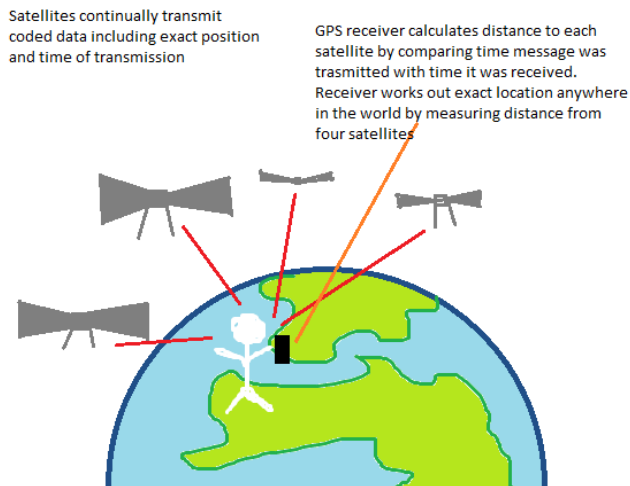 Satellites continually transmit
coded data including exact position
and time of transmission
GPS receiver calculates distance to each
satellite by comparing time message was
trasmitted with time it was received.
Receiver works out exact location anywhere
in the world by measuring distance from
four satellites